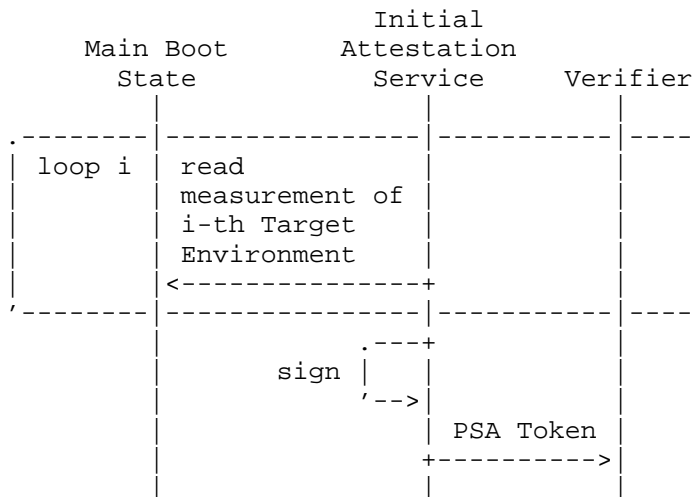 Initial
Main Boot Attestation
State Service Verifier
loop i read
measurement of
i-th Target
Environment
sign
PSA Token